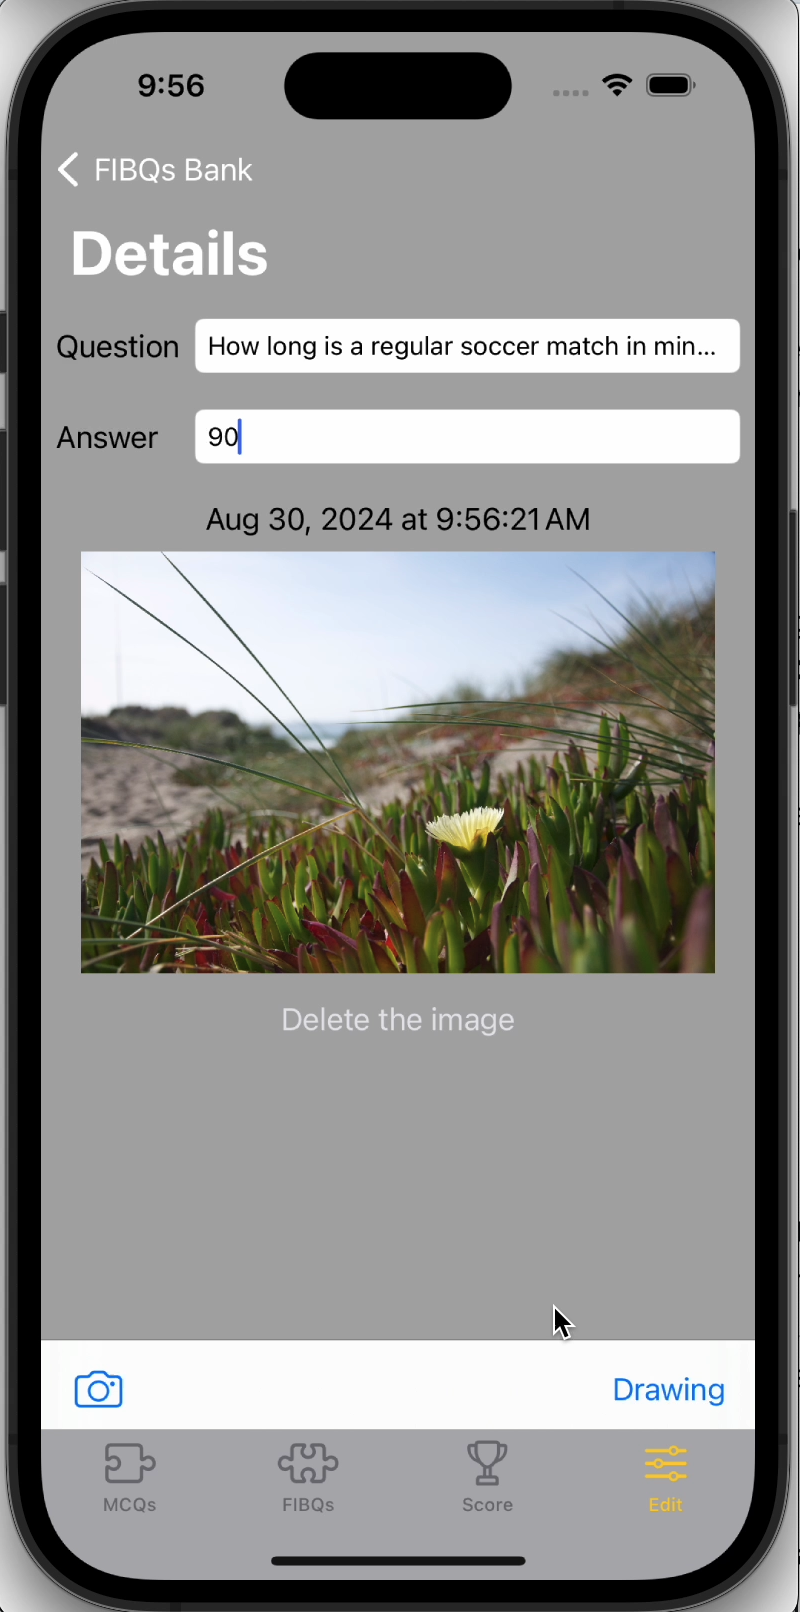 9:56
FIBQs Bank
Details
Question How long is a regular soccer match in min...
Answer 90
Aug 30, 2024 at 9:56:21 AM
Delete the image
Drawing
MCQs FIBQs Score Edit